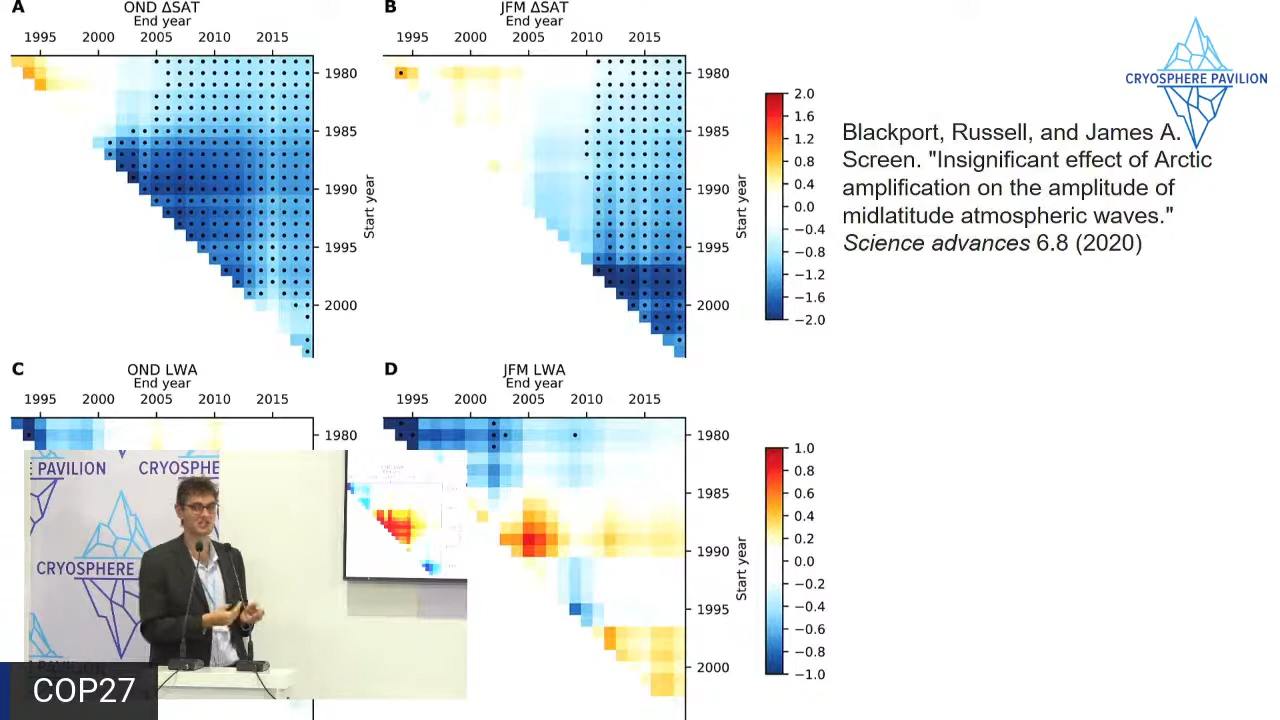 A
OND ΔSAT
End year
1995 2000 2005 2010 2015
1980
1985
1990
1995
2000
Start year
B
JFM ΔSAT
End year
1995 2000 2005 2010 2015
1980
1985
1990
1995
2000
Start year
2.0
1.6
1.2
0.8
0.4
0.0
−0.4
−0.8
−1.2
−1.6
−2.0
CRYOSPHERE PAVILION
Blackport, Russell, and James A.
Screen. "Insignificant effect of Arctic
amplification on the amplitude of
midlatitude atmospheric waves."
Science advances 6.8 (2020)
C
OND LWA
End year
1995 2000 2005 2010 2015
1980
D
JFM LWA
End year
1995 2000 2005 2010 2015
1980
1985
1990
1995
2000
Start year
1.0
0.8
0.6
0.4
0.2
0.0
−0.2
−0.4
−0.6
−0.8
−1.0
PAVILION
CRYOSPHE
CRYOSPHERE
COP27